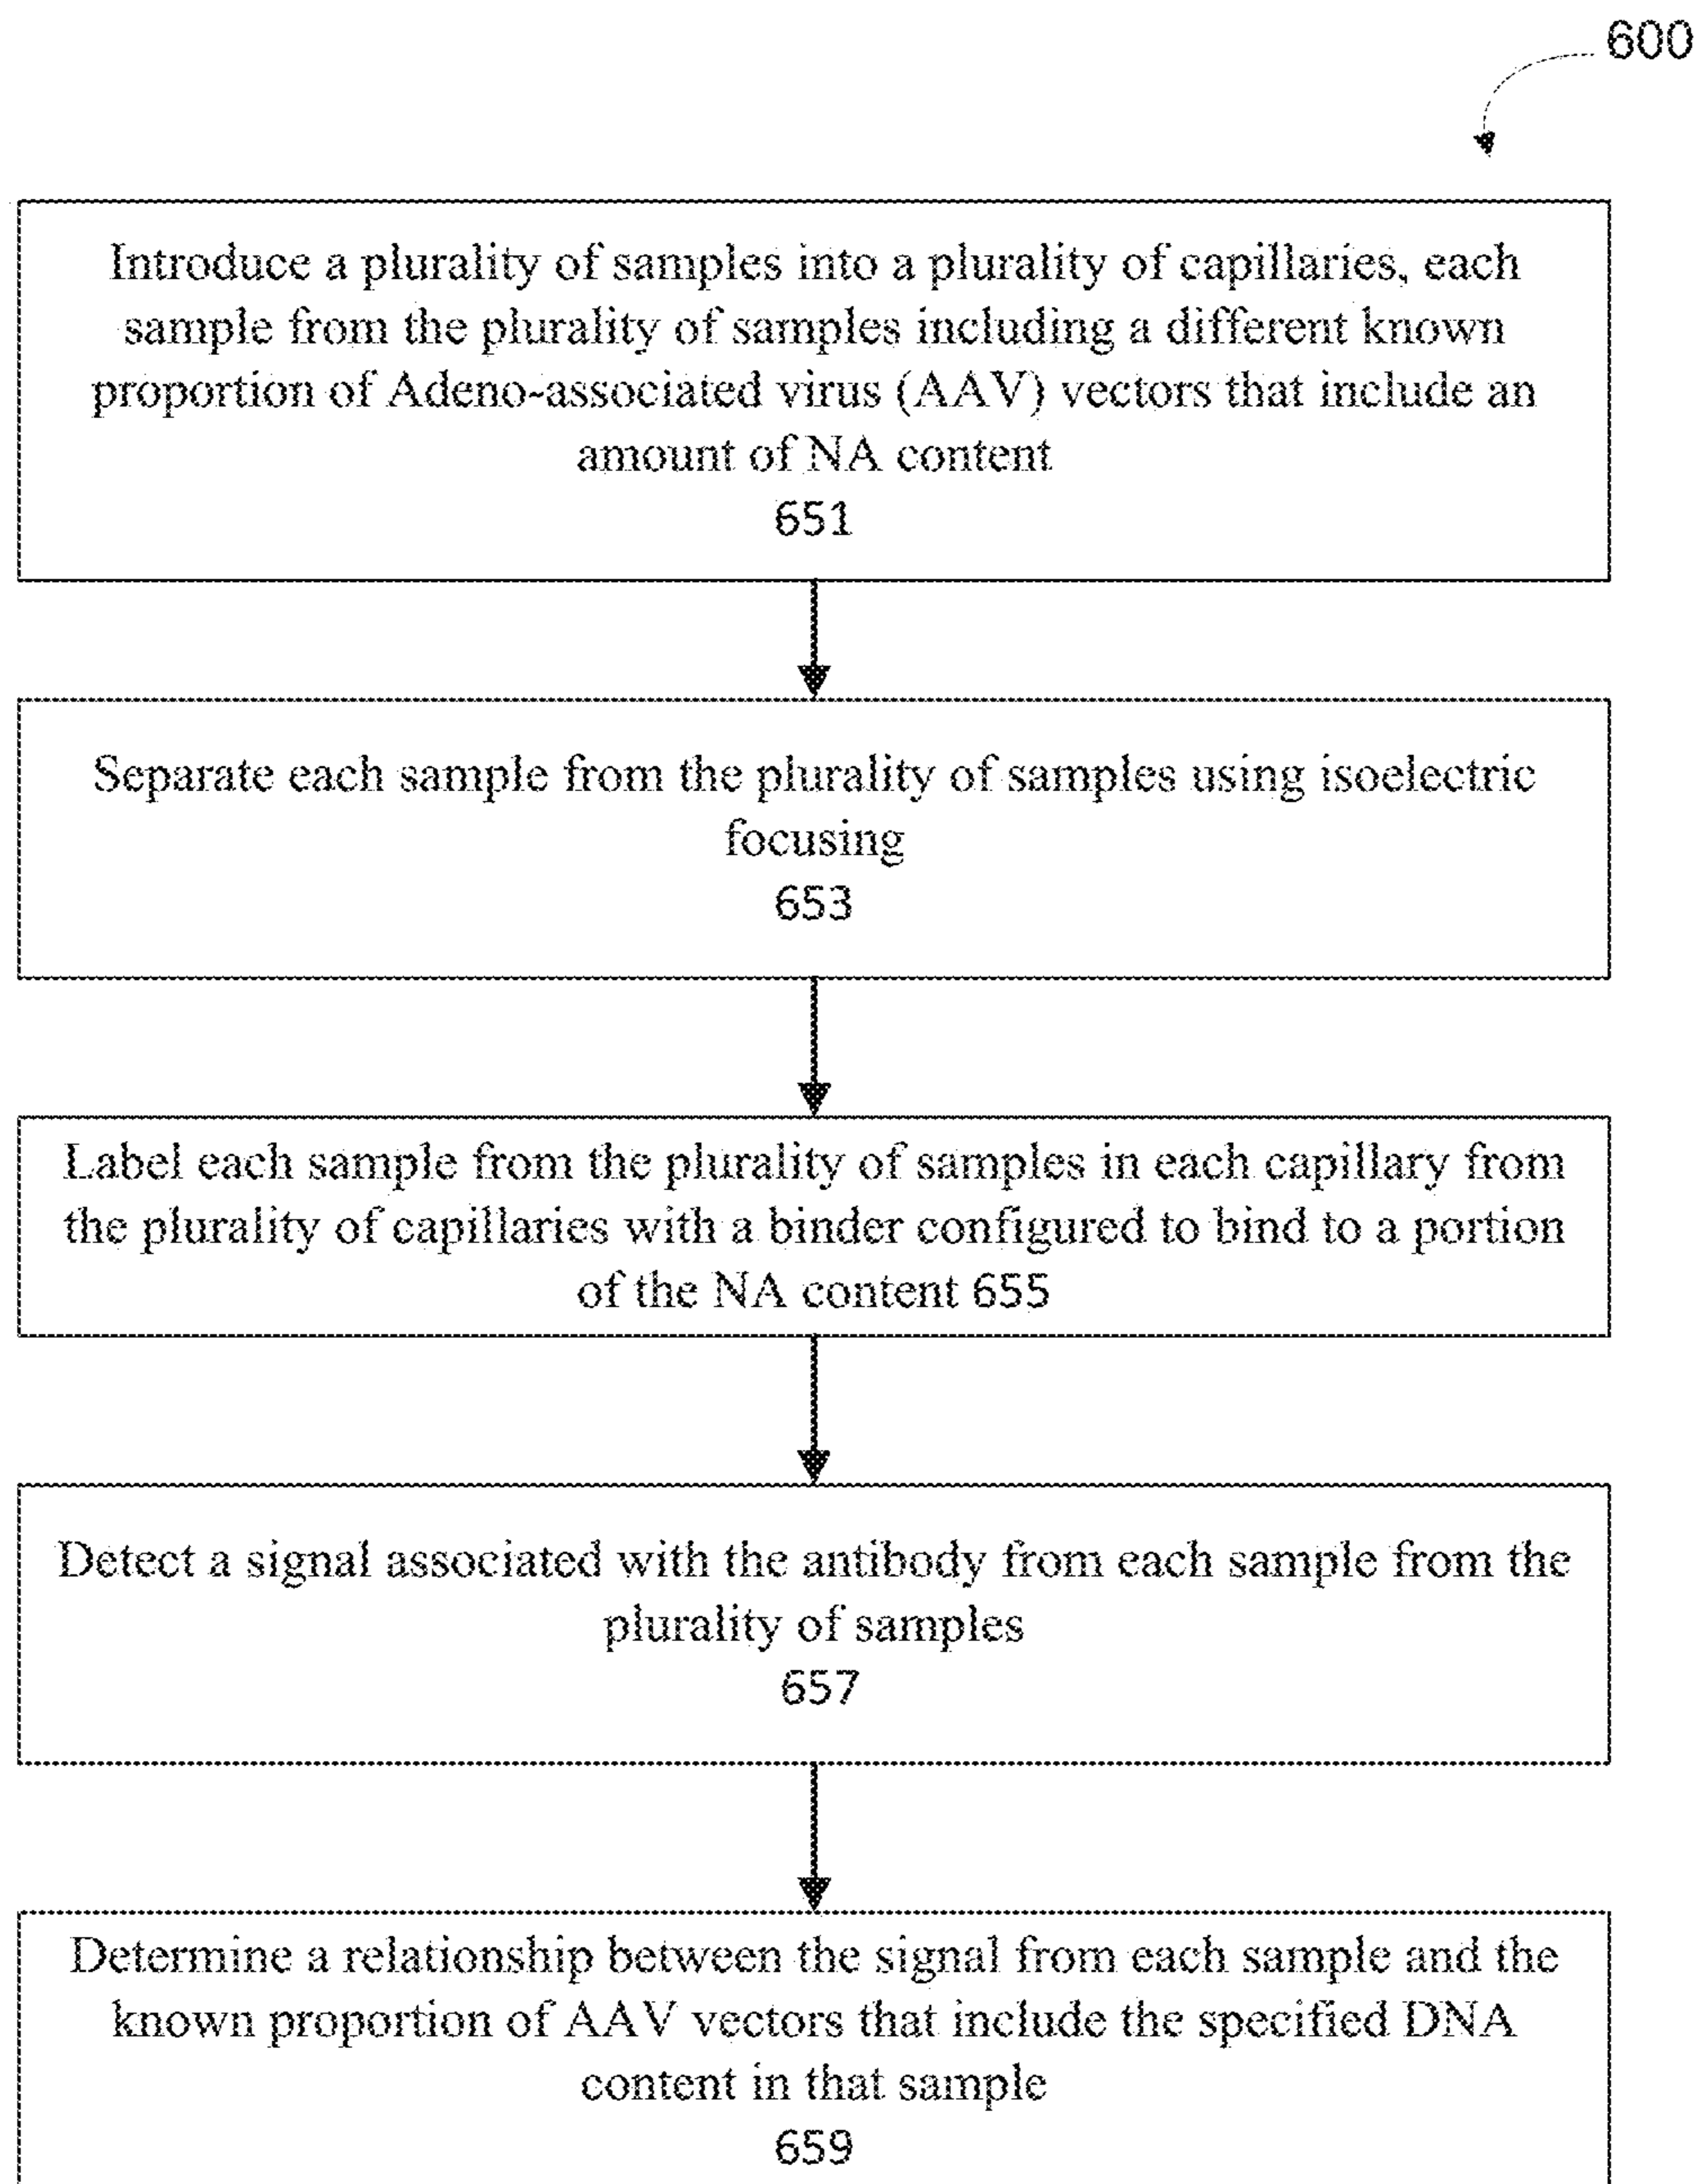 600
Introduce a plurality of samples into a plurality of capillaries, each
sample from the plurality of samples including a different known
proportion of Adeno-associated virus (AAV) vectors that include an
amount of NA content
651
Separate each sample from the plurality of samples using isoelectric
focusing
653
Label each sample from the plurality of samples in each capillary from
the plurality of capillaries with a binder configured to bind to a portion
of the NA content 655
Detect a signal associated with the antibody from each sample from the
plurality of samples
657
Determine a relationship between the signal from each sample and the
known proportion of AAV vectors that include the specified DNA
content in that sample
659